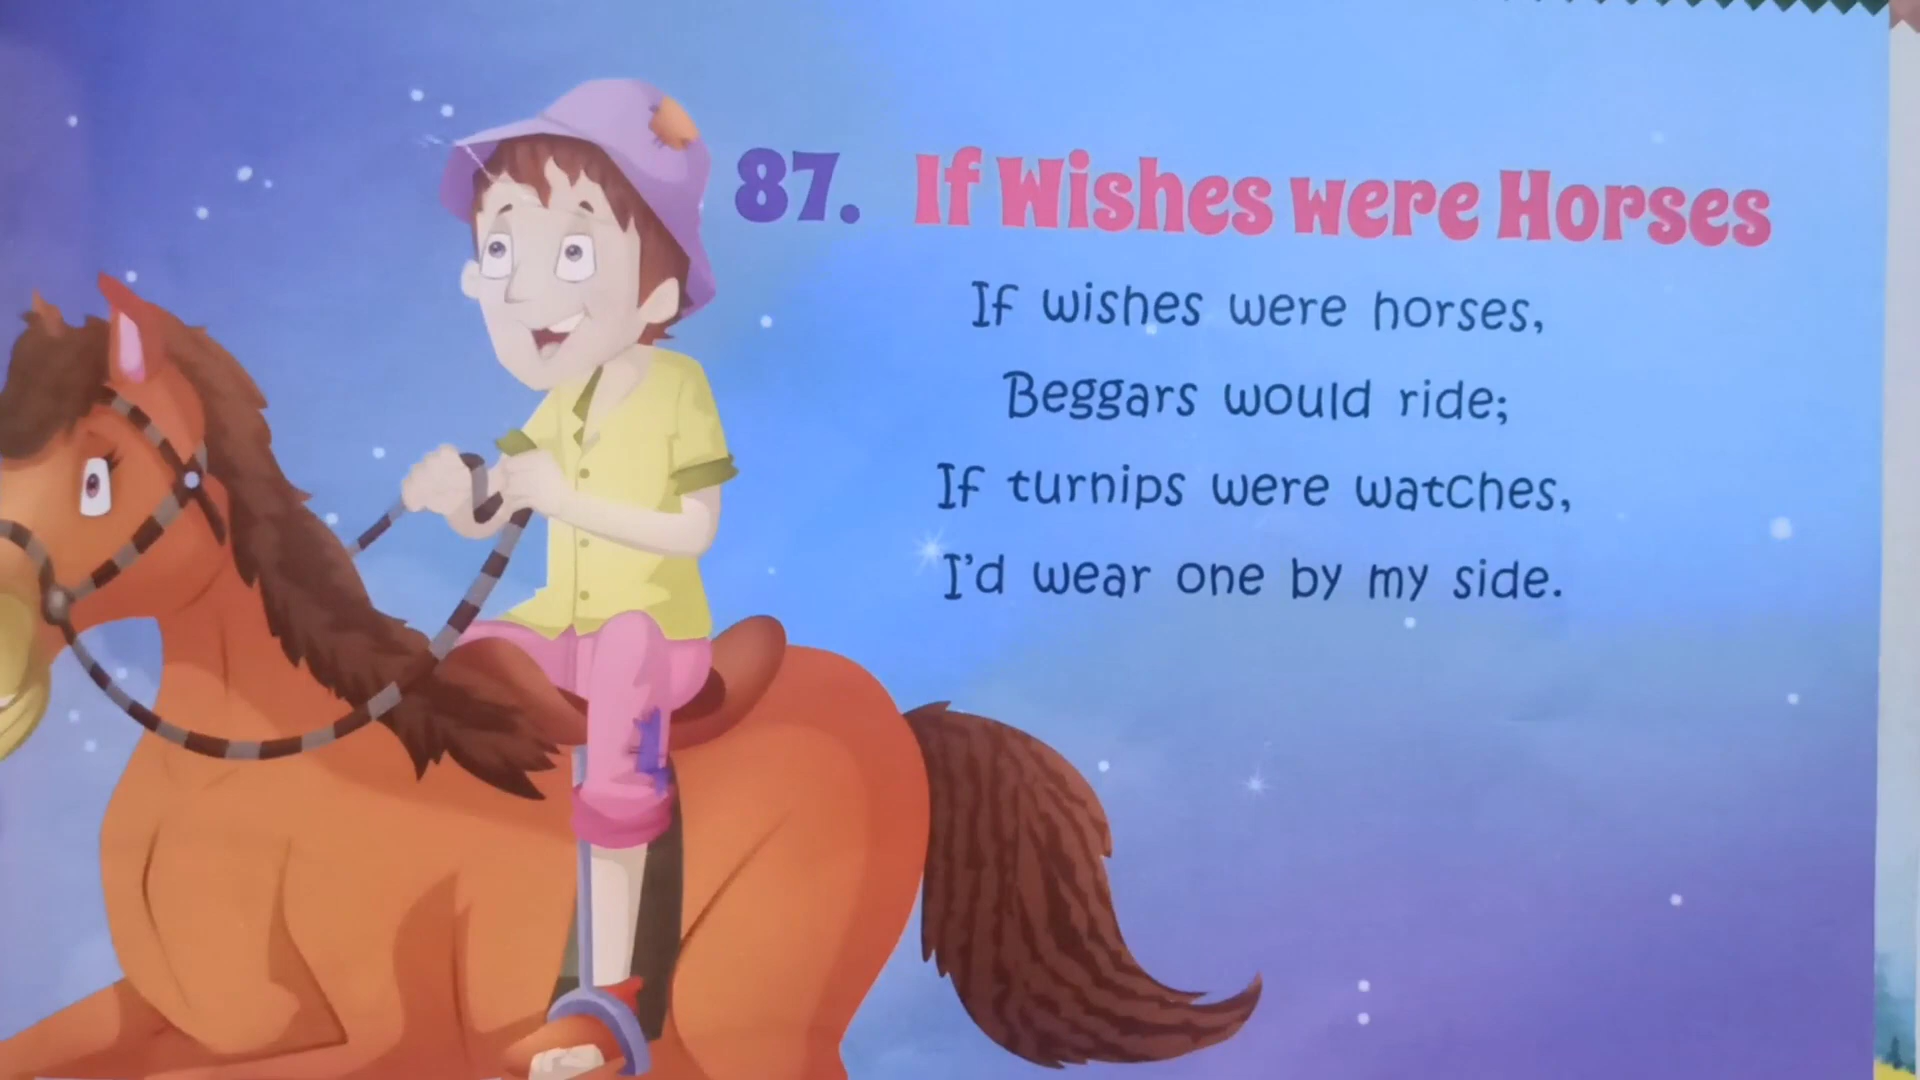 87. If Wishes were Horses
If wishes were horses,
Beggars would ride;
If turnips were watches,
I'd wear one by my side.